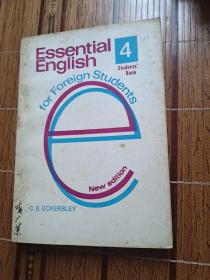 Essential
English
4
Students'
Book
for Foreign Students
e
New edition
C. E. ECKERSLEY